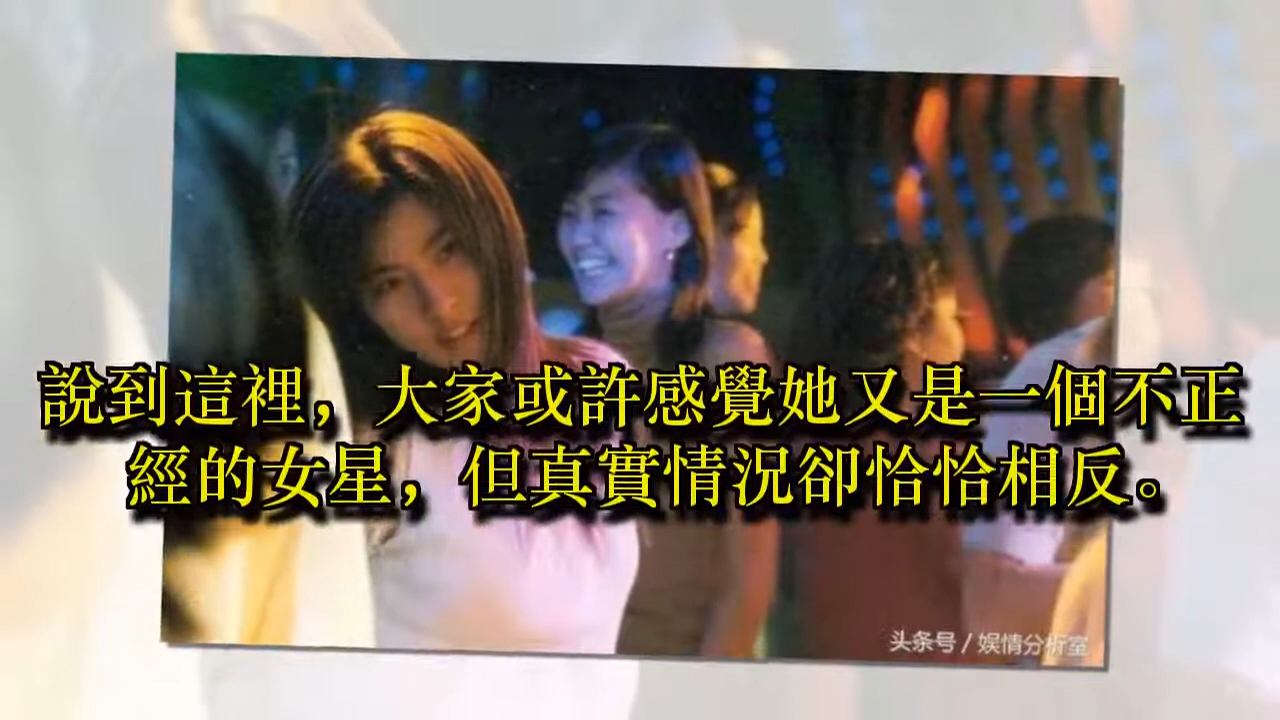 說到這裡，大家或許感覺她又是一個不正
經的女星，但真實情況卻恰恰相反。
头条号 / 娱情分析室